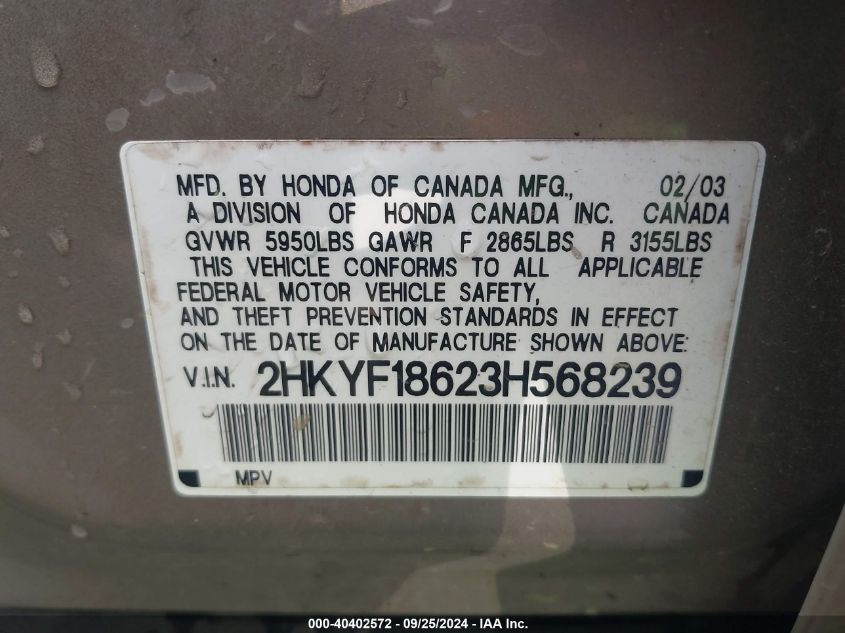 MFD. BY HONDA OF CANADA MFG., 02/03
A DIVISION OF HONDA CANADA INC. CANADA
GVWR 5950LBS GAWR F 2865LBS R 3155LBS
THIS VEHICLE CONFORMS TO ALL APPLICABLE
FEDERAL MOTOR VEHICLE SAFETY,
AND THEFT PREVENTION STANDARDS IN EFFECT
ON THE DATE OF MANUFACTURE SHOWN ABOVE:
V.I.N. 2HKYF18623H568239
MPV
000-40402572 - 09/25/2024 - IAA Inc.